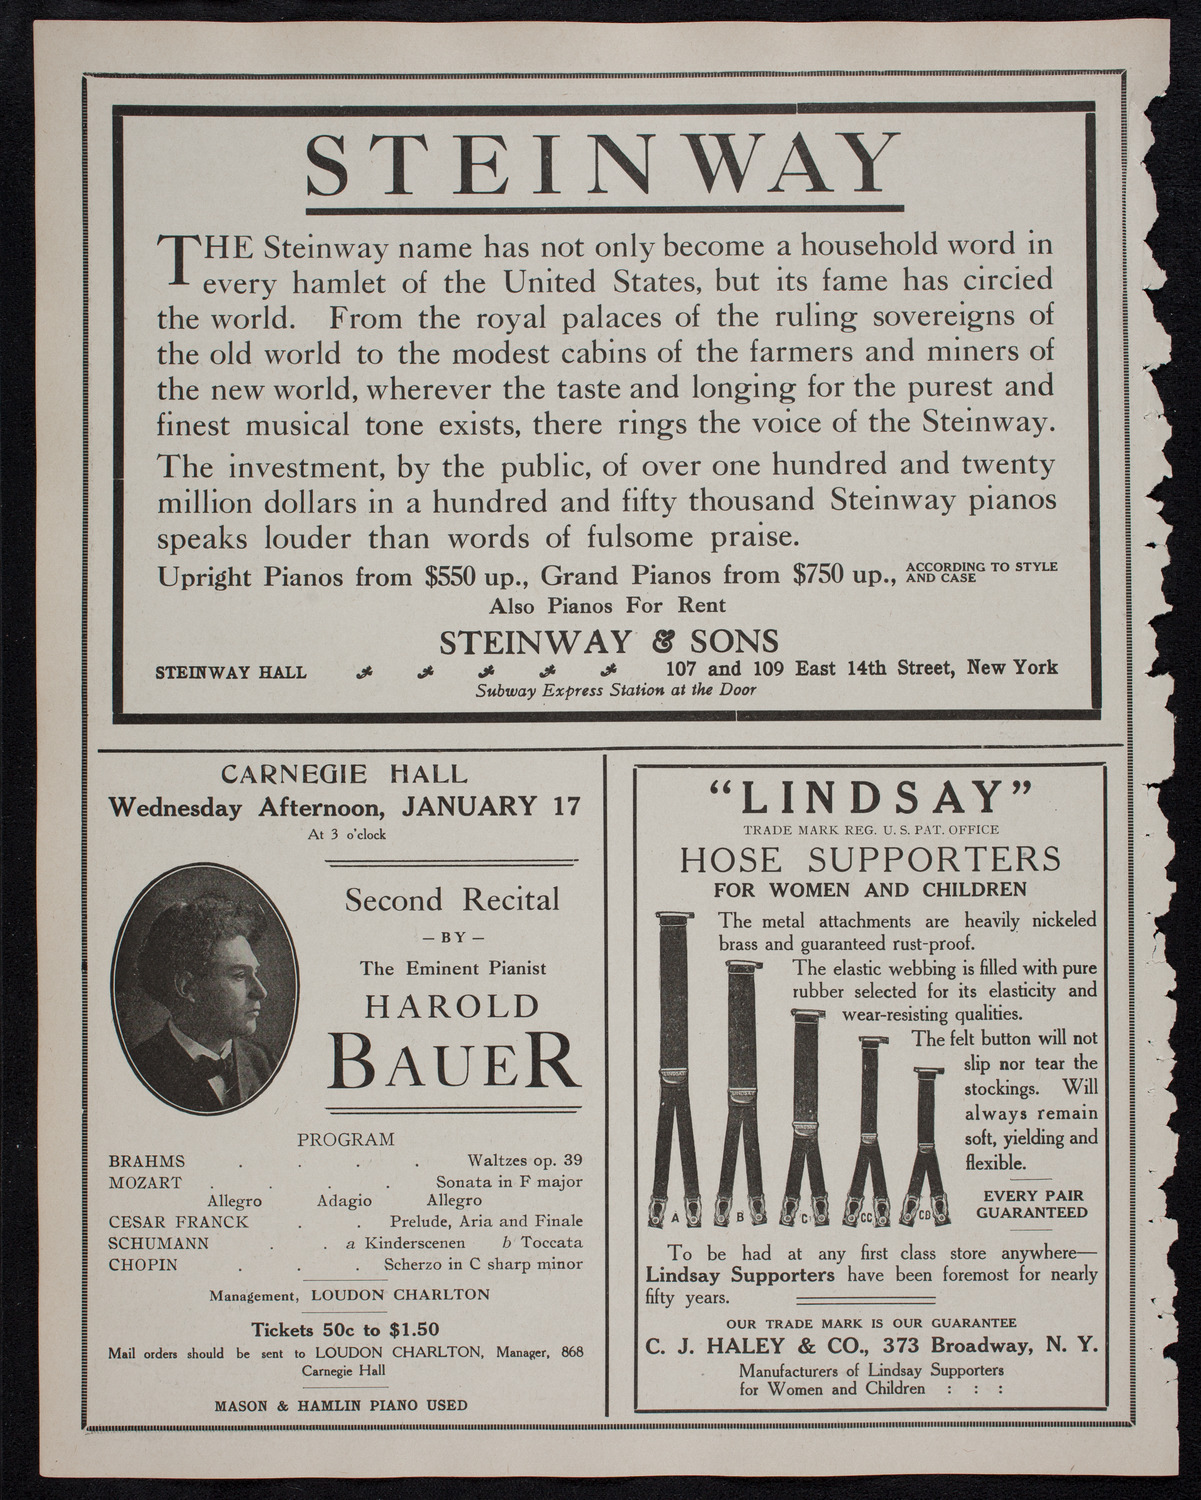 STEINWAY
THE Steinway name has not only become a household word in
every hamlet of the United States, but its fame has circied
the world. From the royal palaces of the ruling sovereigns of
the old world to the modest cabins of the farmers and miners of
the new world, wherever the taste and longing for the purest and
finest musical tone exists, there rings the voice of the Steinway.
The investment, by the public, of over one hundred and twenty
million dollars in a hundred and fifty thousand Steinway pianos
speaks louder than words of fulsome praise.
Upright Pianos from $550 up., Grand Pianos from $750 up., ACCORDING TO STYLE
AND CASE
Also Pianos For Rent
STEINWAY & SONS
STEINWAY HALL 107 and 109 East 14th Street, New York
Subway Express Station at the Door
CARNEGIE HALL
Wednesday Afternoon, JANUARY 17
At 3 o'clock
Second Recital
— BY —
The Eminent Pianist
HAROLD
BAUER
PROGRAM
BRAHMS . . . . Waltzes op. 39
MOZART . . . . Sonata in F major
Allegro Adagio Allegro
CESAR FRANCK . . Prelude, Aria and Finale
SCHUMANN . . a Kinderscenen b Toccata
CHOPIN . . . Scherzo in C sharp minor
Management, LOUDON CHARLTON
Tickets 50c to $1.50
Mail orders should be sent to LOUDON CHARLTON, Manager, 868
Carnegie Hall
MASON & HAMLIN PIANO USED
"LINDSAY"
TRADE MARK REG. U. S. PAT. OFFICE
HOSE SUPPORTERS
FOR WOMEN AND CHILDREN
The metal attachments are heavily nickeled
brass and guaranteed rust-proof.
The elastic webbing is filled with pure
rubber selected for its elasticity and
wear-resisting qualities.
The felt button will not
slip nor tear the
stockings. Will
always remain
soft, yielding and
flexible.
EVERY PAIR
GUARANTEED
A B C CC CB
To be had at any first class store anywhere—
Lindsay Supporters have been foremost for nearly
fifty years.
OUR TRADE MARK IS OUR GUARANTEE
C. J. HALEY & CO., 373 Broadway, N. Y.
Manufacturers of Lindsay Supporters
for Women and Children : : :